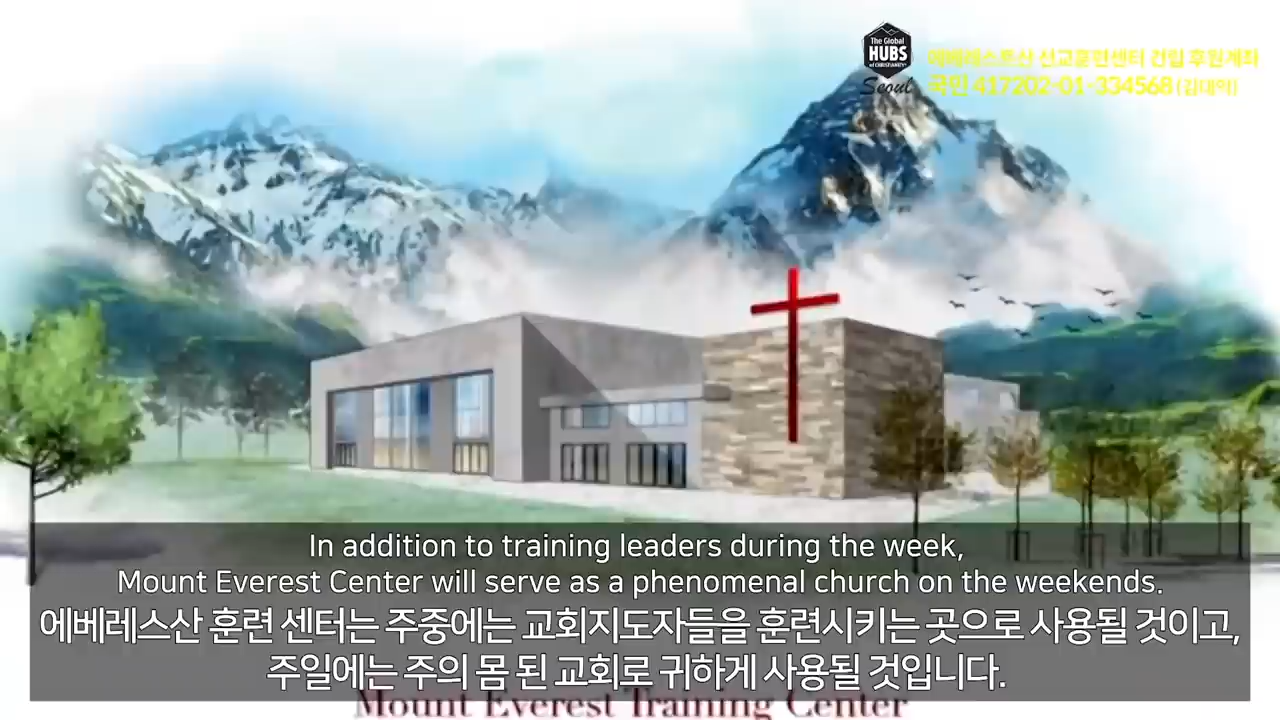 The Global
HUBS
of CHRISTIANITY
Seoul
에베레스트산 선교훈련센터 건립 후원계좌
국민 417202-01-334568 (김대억)
In addition to training leaders during the week,
Mount Everest Center will serve as a phenomenal church on the weekends.
에베레스산 훈련 센터는 주중에는 교회지도자들을 훈련시키는 곳으로 사용될 것이고,
주일에는 주의 몸 된 교회로 귀하게 사용될 것입니다.
Mount Everest Training Center